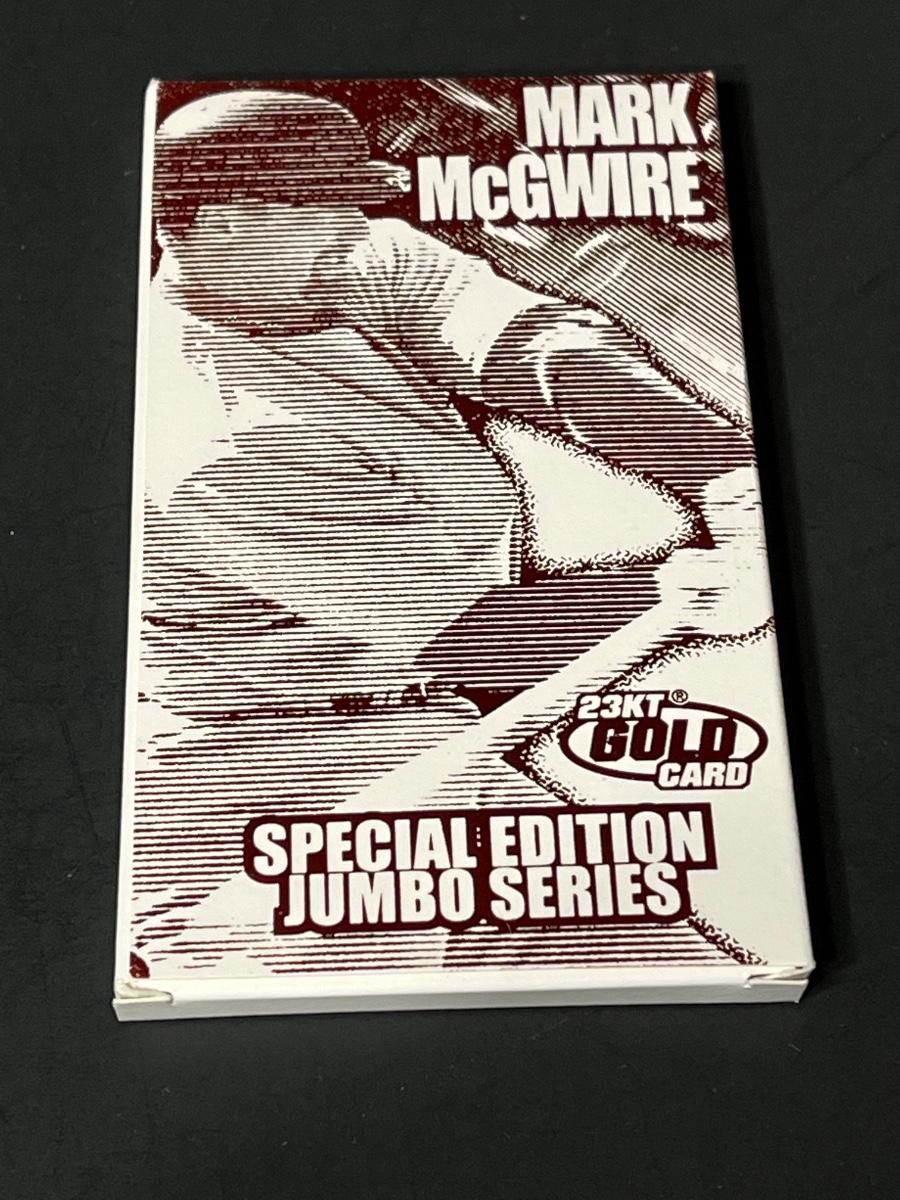 MARK
McGWIRE
23KT®
GOLD
CARD
SPECIAL EDITION
JUMBO SERIES